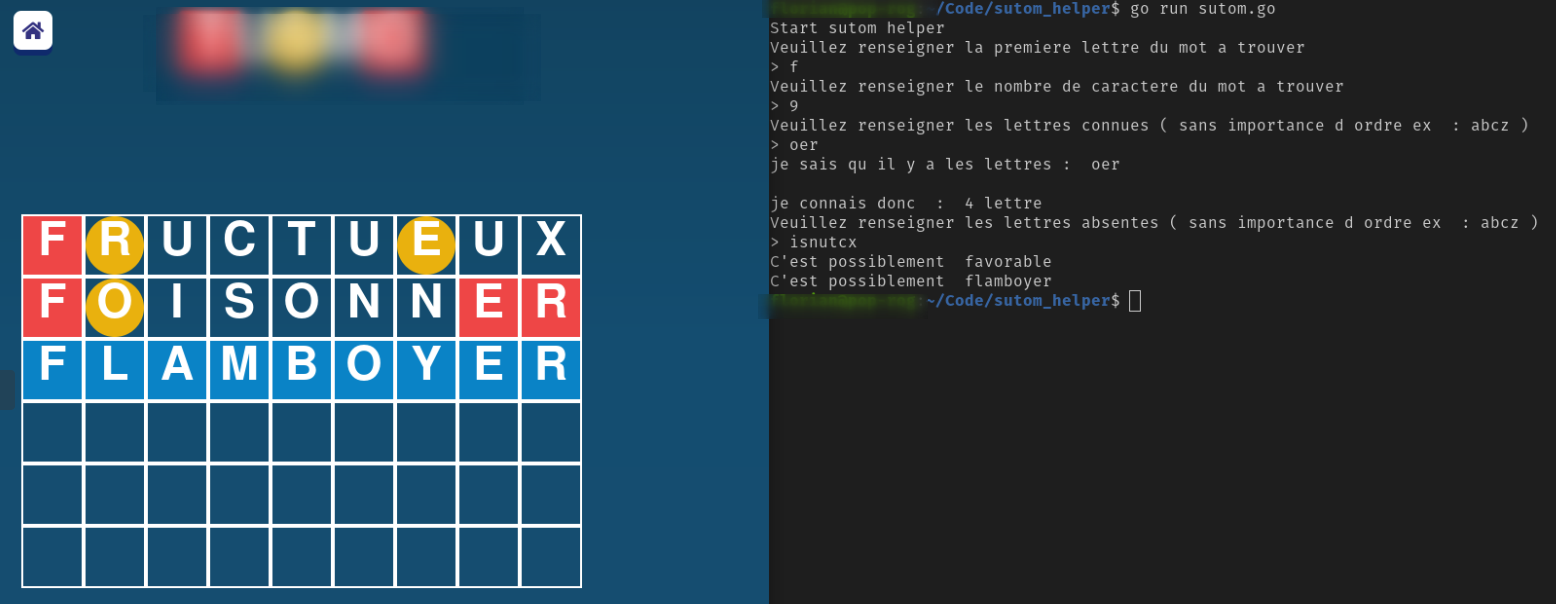 FRUCTUEUX
FOISONNER
FLAMBOYER
:~/Code/sutom_helper$ go run sutom.go
Start sutom helper
Veuillez renseigner la premiere lettre du mot a trouver
> f
Veuillez renseigner le nombre de caractere du mot a trouver
> 9
Veuillez renseigner les lettres connues ( sans importance d ordre ex  : abcz )
> oer
je sais qu il y a les lettres :  oer
je connais donc  :  4 lettre
Veuillez renseigner les lettres absentes ( sans importance d ordre ex  : abcz )
> isnutcx
C'est possiblement  favorable
C'est possiblement  flamboyer
:~/Code/sutom_helper$